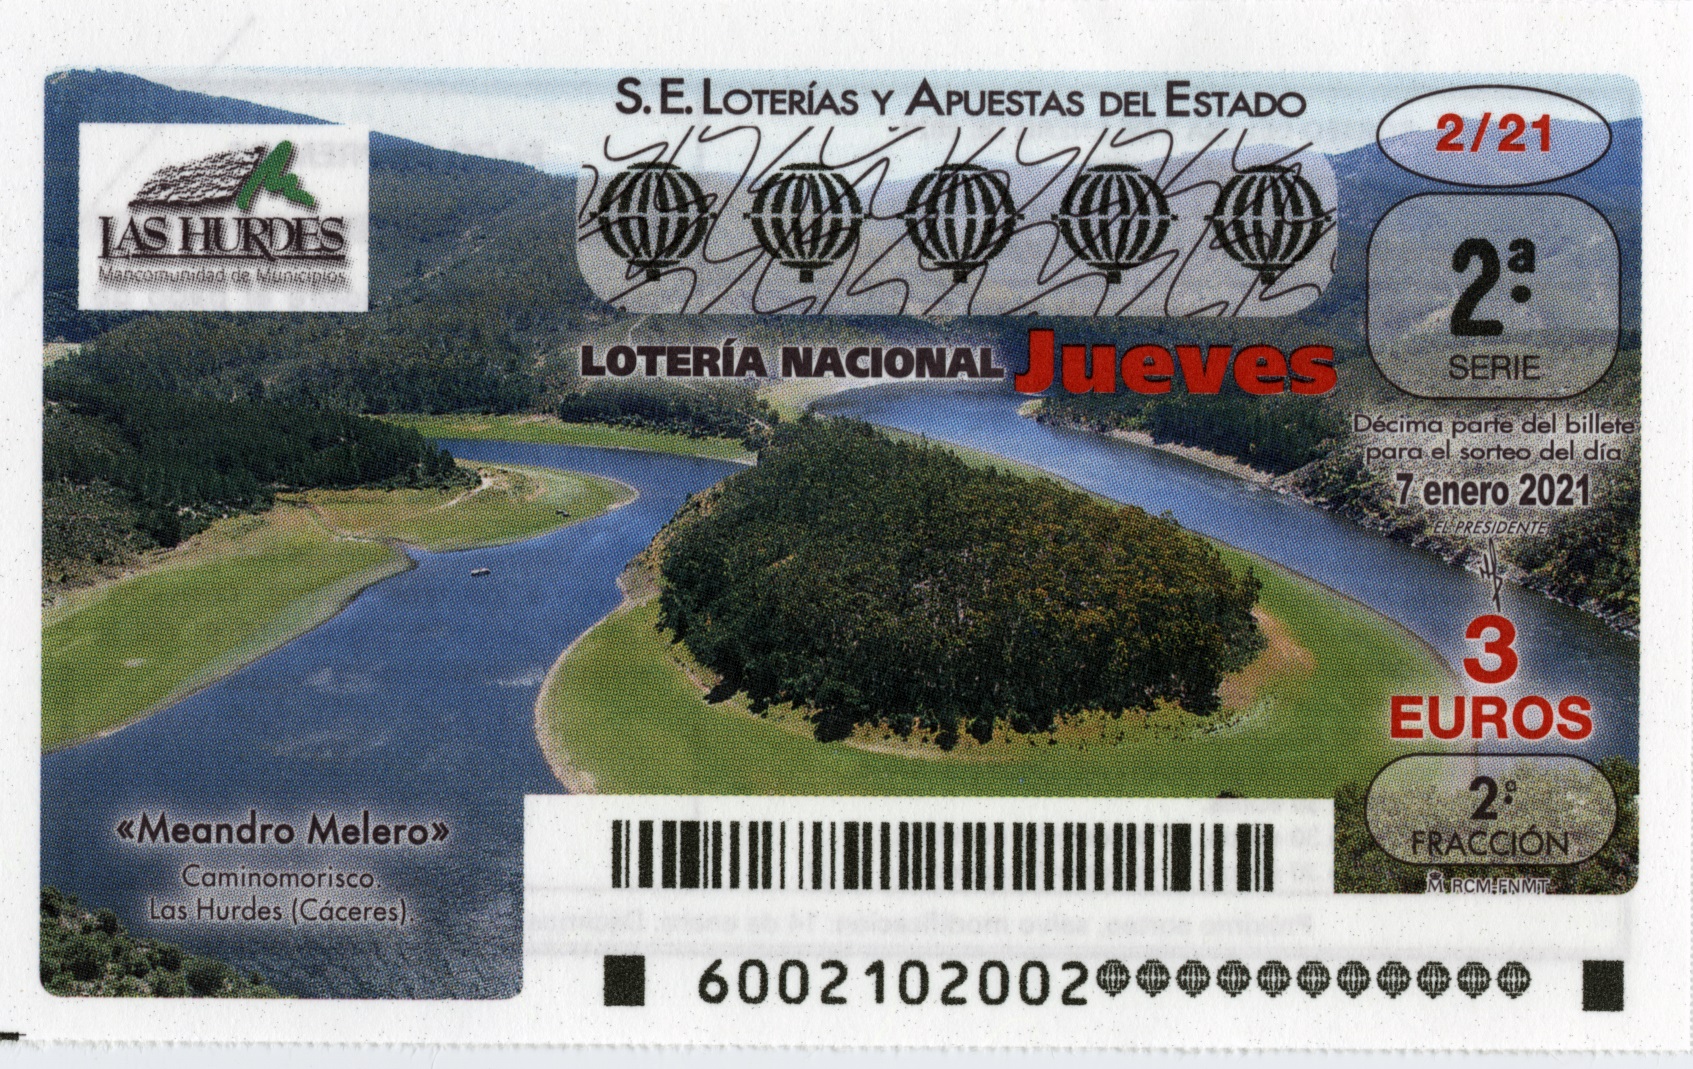 S. E. LOTERÍAS Y APUESTAS DEL ESTADO
2/21
LAS HURDES
Mancomunidad de Municipios
2ª
SERIE
LOTERÍA NACIONAL Jueves
Décima parte del billete
para el sorteo del día
7 enero 2021
EL PRESIDENTE
3
EUROS
2ª
FRACCIÓN
RCM-FNMT
«Meandro Melero»
Caminomorisco.
Las Hurdes (Cáceres).
6002102002